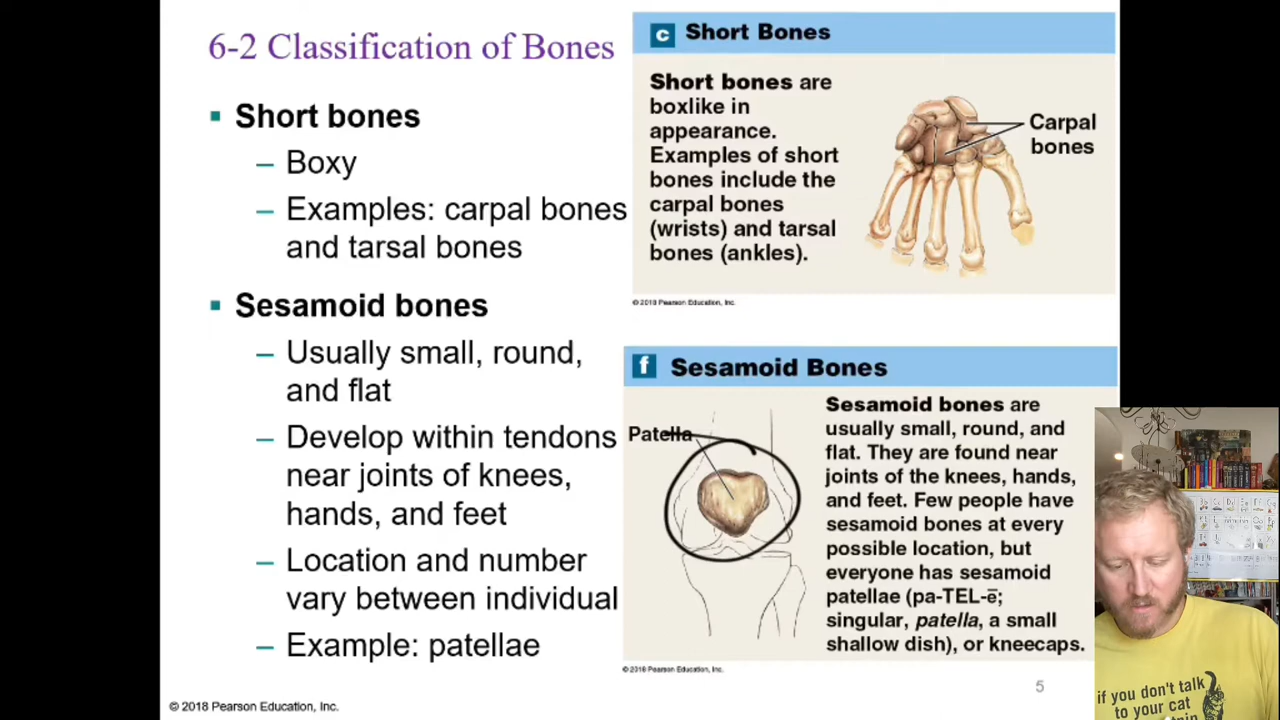 6-2 Classification of Bones
▪ Short bones
– Boxy
– Examples: carpal bones
and tarsal bones
▪ Sesamoid bones
– Usually small, round,
and flat
– Develop within tendons
near joints of knees,
hands, and feet
– Location and number
vary between individual
– Example: patellae
© 2018 Pearson Education, Inc.
c Short Bones
Short bones are
boxlike in
appearance.
Examples of short
bones include the
carpal bones
(wrists) and tarsal
bones (ankles).
Carpal
bones
© 2018 Pearson Education, Inc.
f Sesamoid Bones
Patella
Sesamoid bones are
usually small, round, and
flat. They are found near
joints of the knees, hands,
and feet. Few people have
sesamoid bones at every
possible location, but
everyone has sesamoid
patellae (pa-TEL-ē;
singular, patella, a small
shallow dish), or kneecaps.
© 2018 Pearson Education, Inc.
5
if you don't talk
to your cat